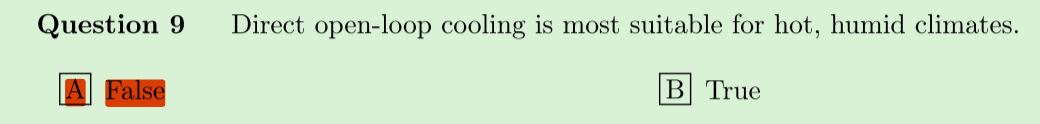 Question 9 Direct open-loop cooling is most suitable for hot, humid climates.
A False B True